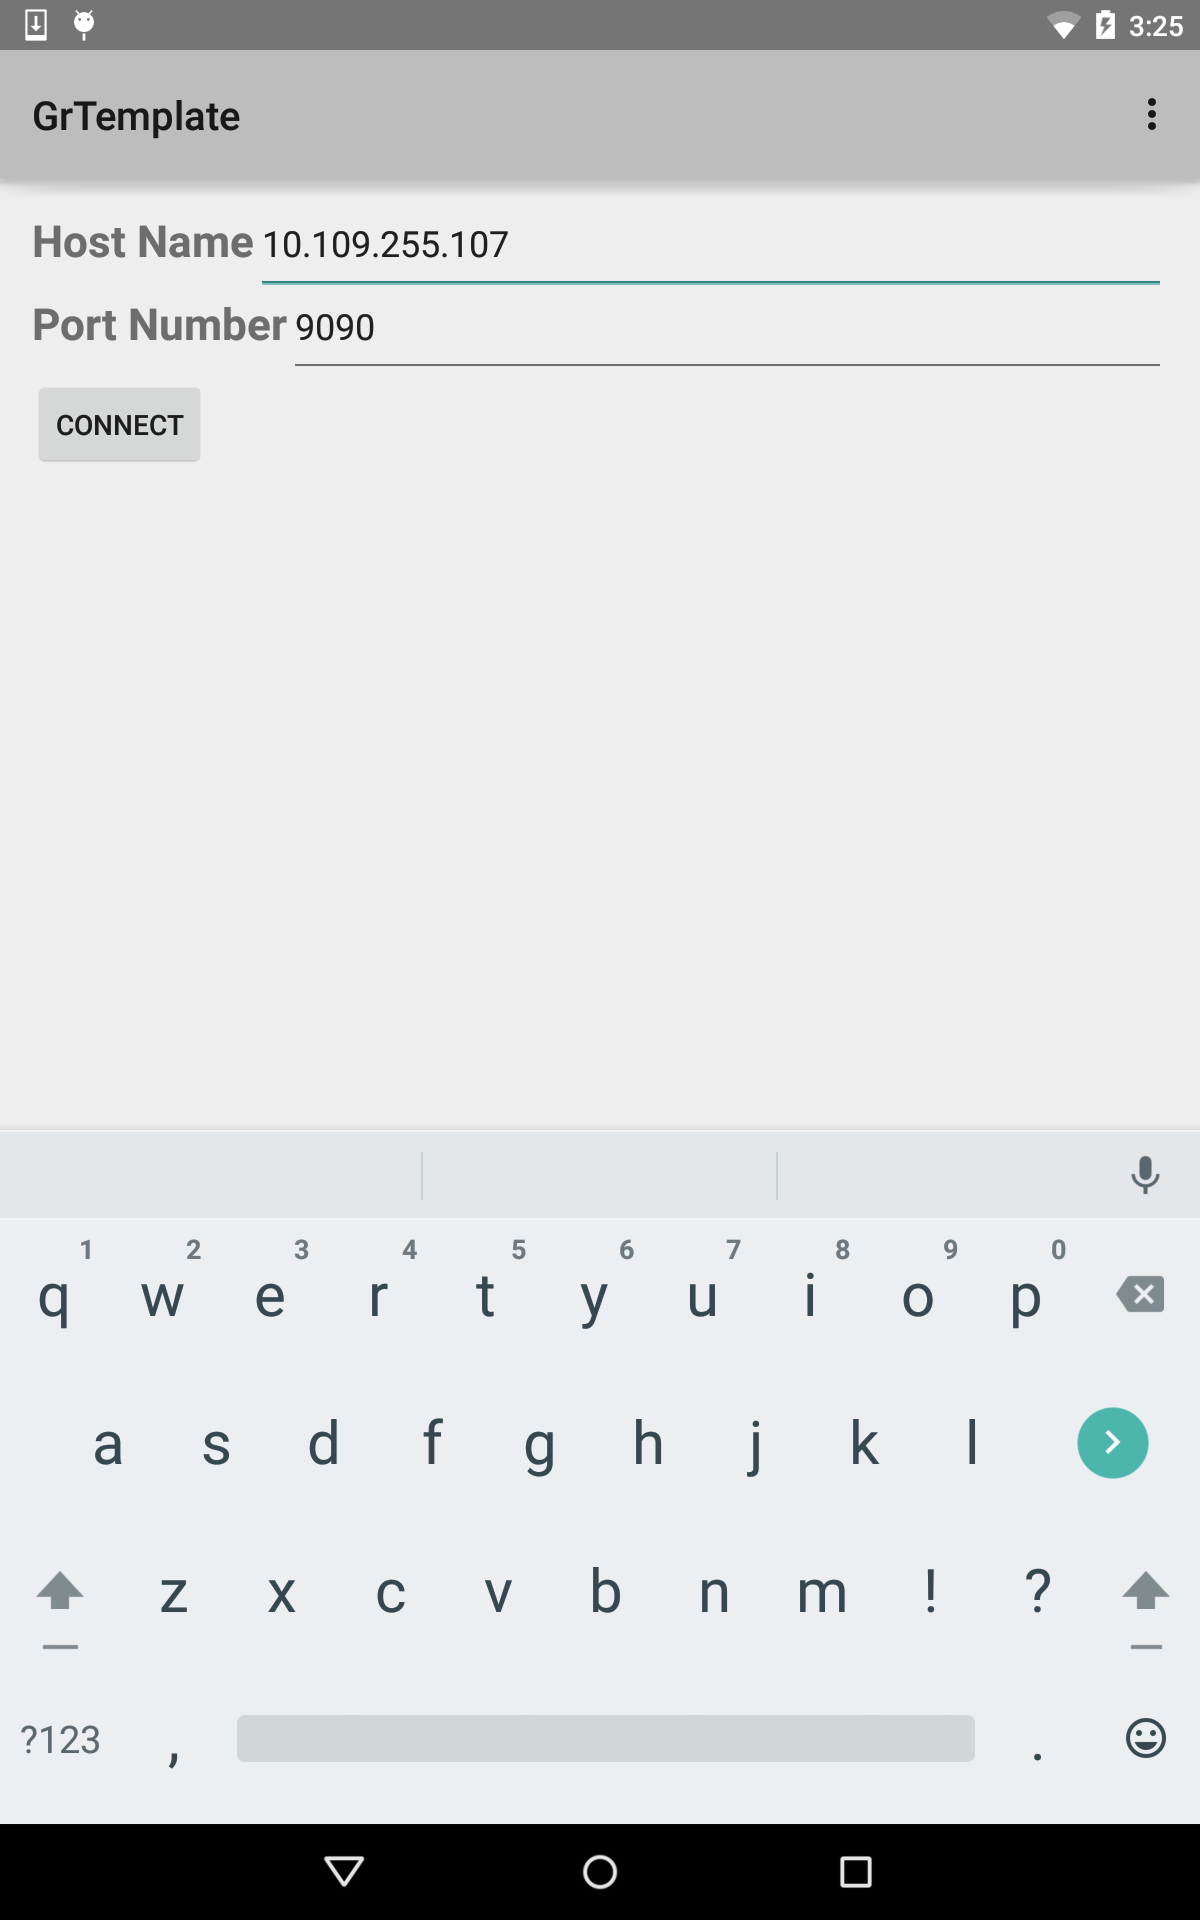 3:25
GrTemplate
Host Name 10.109.255.107
Port Number 9090
CONNECT
1 2 3 4 5 6 7 8 9 0
q w e r t y u i o p
a s d f g h j k l
z x c v b n m ! ?
?123 , .